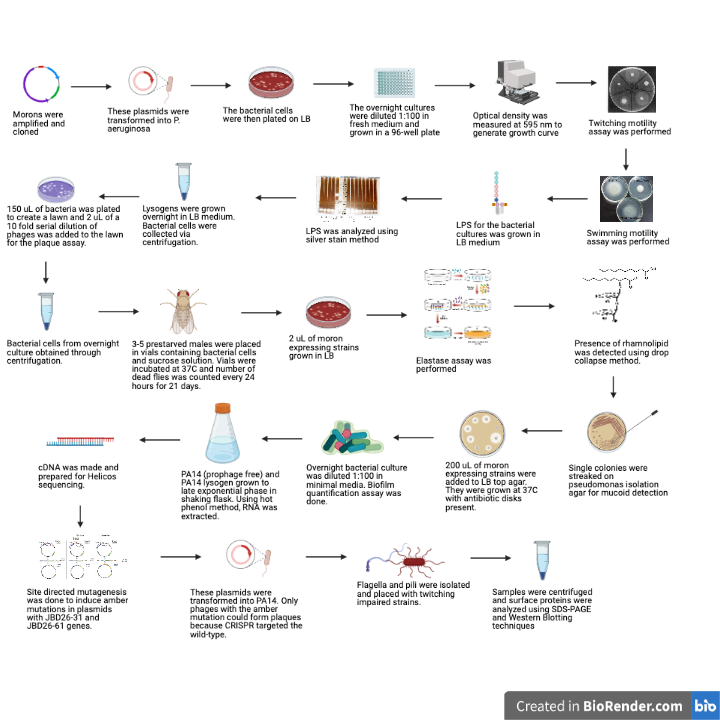 Morons were
amplified and
cloned
These plasmids were
transformed into P.
aeruginosa
The bacterial cells
were then plated on LB
The overnight cultures
were diluted 1:100 in
fresh medium and
grown in a 96-well plate
Optical density was
measured at 595 nm to
generate growth curve
Twitching motility
assay was performed
150 uL of bacteria was plated
to create a lawn and 2 uL of a
10 fold serial dilution of
phages was added to the lawn
for the plaque assay.
Lysogens were grown
overnight in LB medium.
Bacterial cells were
collected via
centrifugation.
LPS was analyzed using
silver stain method
LPS for the bacterial
cultures was grown in
LB medium
Swimming motility
assay was performed
Bacterial cells from overnight
culture obtained through
centrifugation.
3-5 prestarved males were placed
in vials containing bacterial cells
and sucrose solution. Vials were
incubated at 37C and number of
dead flies was counted every 24
hours for 21 days.
2 uL of moron
expressing strains
grown in LB
Elastase assay was
performed
Presence of rhamnolipid
was detected using drop
collapse method.
cDNA was made and
prepared for Helicos
sequencing.
PA14 (prophage free) and
PA14 lysogen grown to
late exponential phase in
shaking flask. Using hot
phenol method, RNA was
extracted.
Overnight bacterial culture
was diluted 1:100 in
minimal media. Biofilm
quantification assay was
done.
200 uL of moron
expressing strains were
added to LB top agar.
They were grown at 37C
with antibiotic disks
present.
Single colonies were
streaked on
pseudomonas isolation
agar for mucoid detection
Site directed mutagenesis
was done to induce amber
mutations in plasmids
with JBD26-31 and
JBD26-61 genes.
These plasmids were
transformed into PA14. Only
phages with the amber
mutation could form plaques
because CRISPR targeted the
wild-type.
Flagella and pili were isolated
and placed with twitching
impaired strains.
Samples were centrifuged
and surface proteins were
analyzed using SDS-PAGE
and Western Blotting
techniques
Created in BioRender.com bio